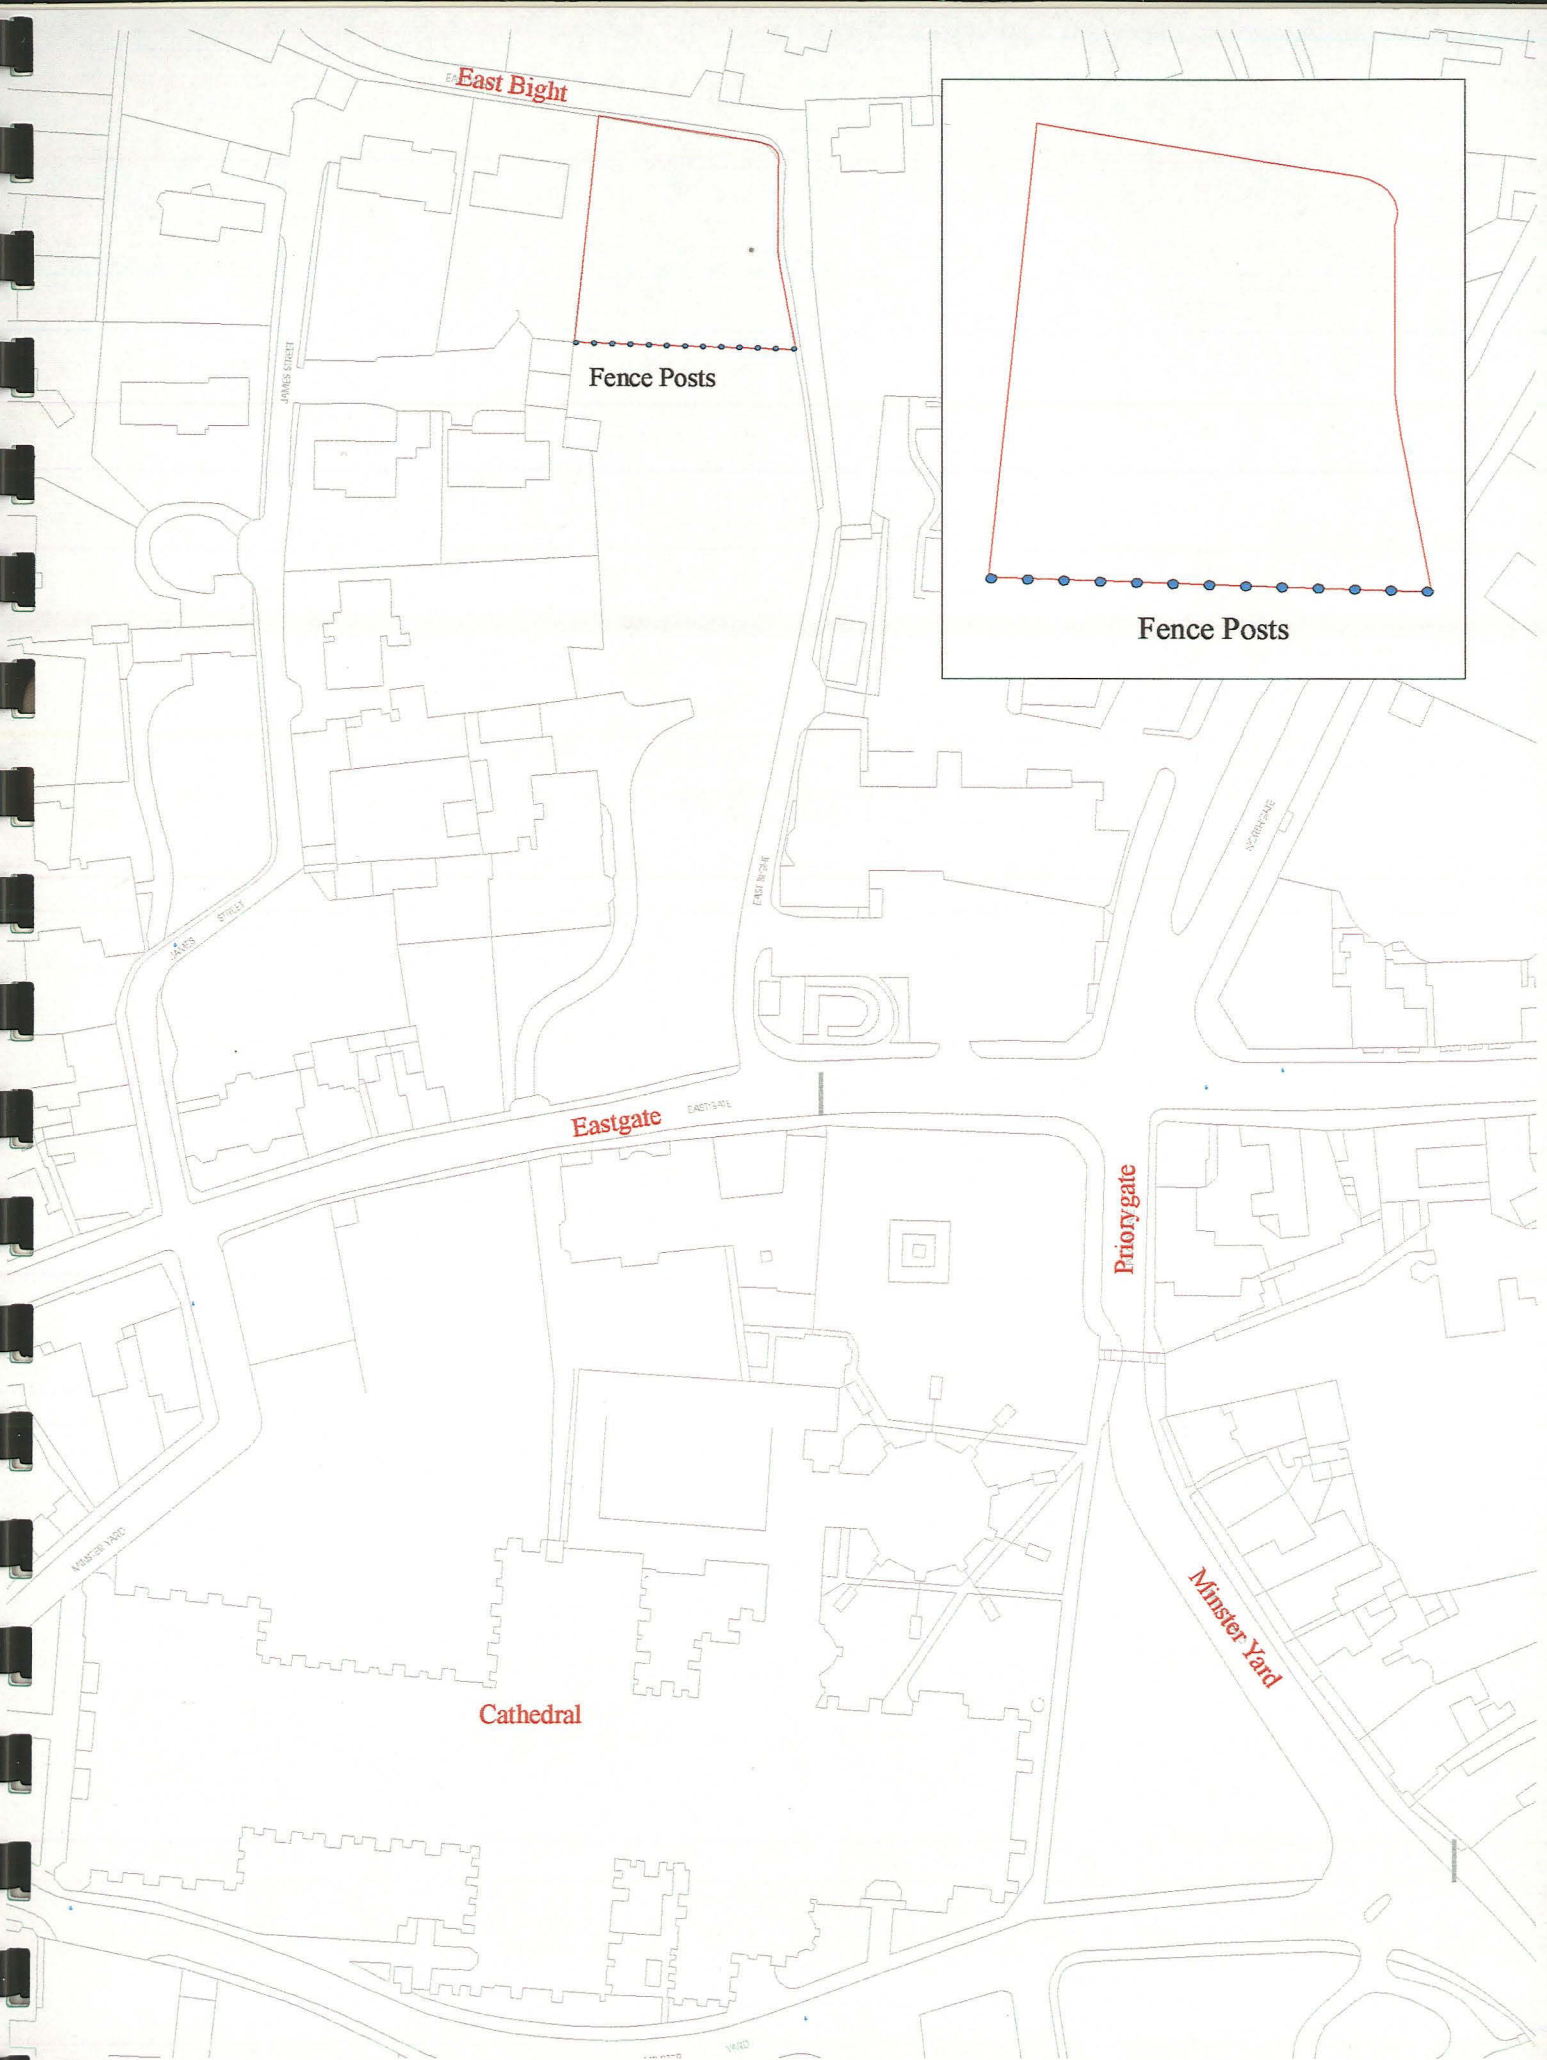 East Bight
Fence Posts
Fence Posts
JAMES STREET
NORTHGATE
EAST BIGHT
STREET
JAMES
Eastgate
EASTGATE
Priorygate
MINSTER YARD
Minster Yard
Cathedral
YARD